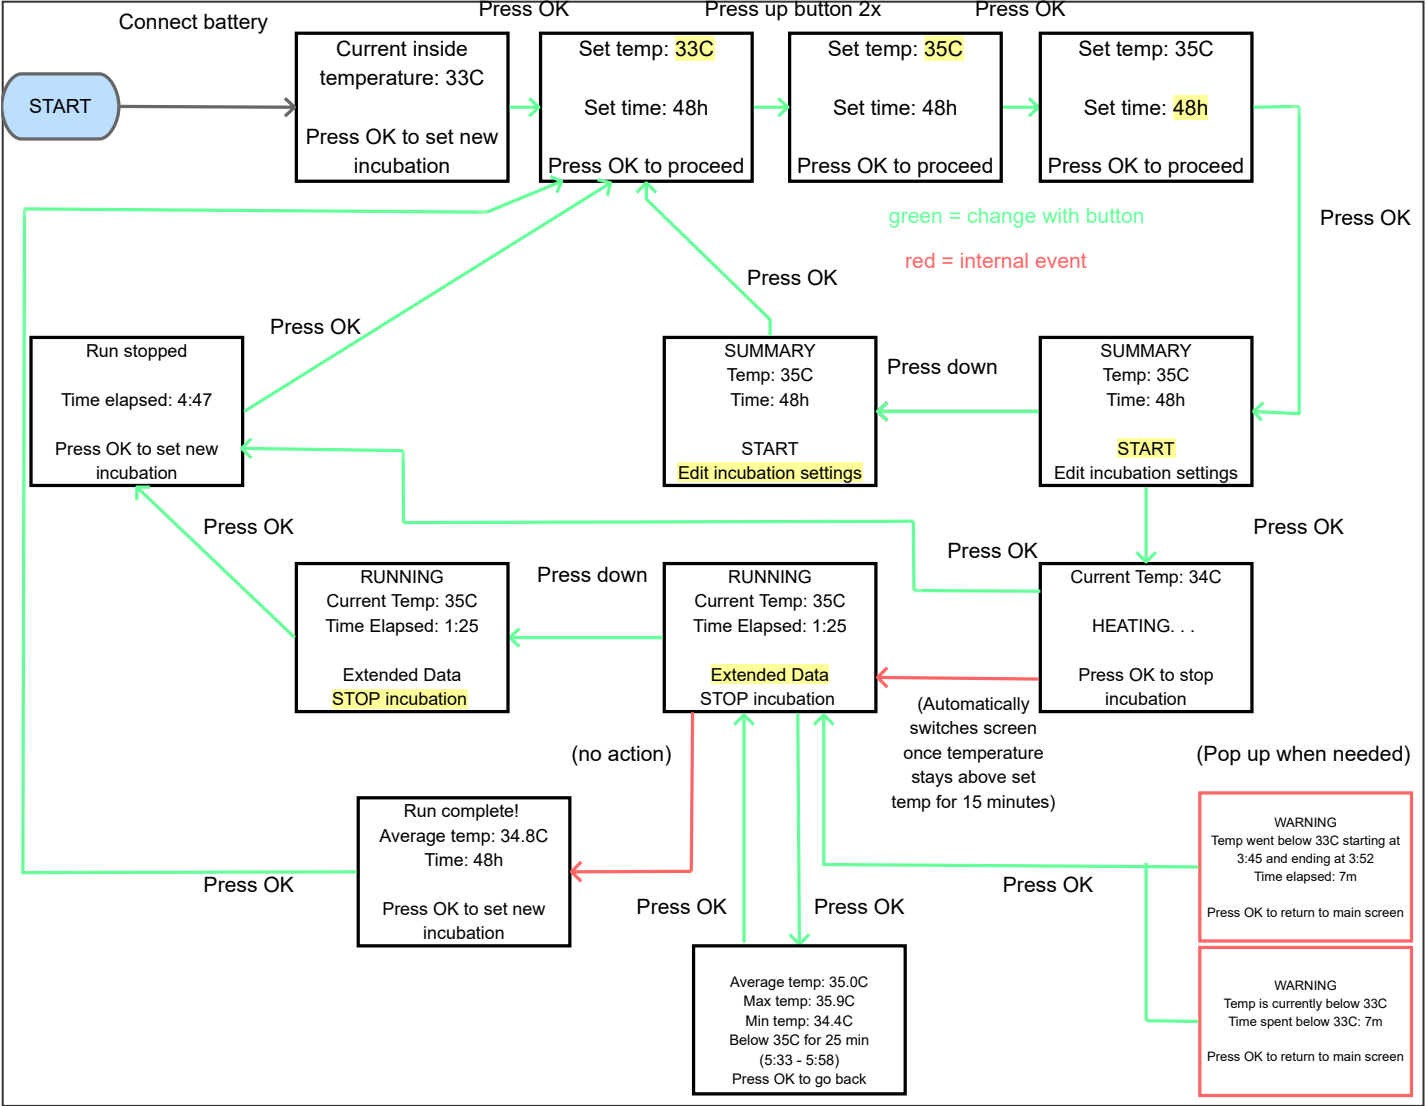 Press OK
Press up button 2x
Press OK
Connect battery
START
Current inside
temperature: 33C
Press OK to set new
incubation
Set temp: 33C
Set time: 48h
Press OK to proceed
Set temp: 35C
Set time: 48h
Press OK to proceed
Set temp: 35C
Set time: 48h
Press OK to proceed
green = change with button
red = internal event
Press OK
Press OK
Press OK
Run stopped
Time elapsed: 4:47
Press OK to set new
incubation
SUMMARY
Temp: 35C
Time: 48h
START
Edit incubation settings
Press down
SUMMARY
Temp: 35C
Time: 48h
START
Edit incubation settings
Press OK
Press OK
Press OK
RUNNING
Current Temp: 35C
Time Elapsed: 1:25
Extended Data
STOP incubation
Press down
RUNNING
Current Temp: 35C
Time Elapsed: 1:25
Extended Data
STOP incubation
Current Temp: 34C
HEATING. . .
Press OK to stop
incubation
(Automatically
switches screen
once temperature
stays above set
temp for 15 minutes)
(no action)
(Pop up when needed)
Run complete!
Average temp: 34.8C
Time: 48h
Press OK to set new
incubation
Press OK
Press OK
Press OK
Press OK
WARNING
Temp went below 33C starting at
3:45 and ending at 3:52
Time elapsed: 7m
Press OK to return to main screen
Average temp: 35.0C
Max temp: 35.9C
Min temp: 34.4C
Below 35C for 25 min
(5:33 - 5:58)
Press OK to go back
WARNING
Temp is currently below 33C
Time spent below 33C: 7m
Press OK to return to main screen